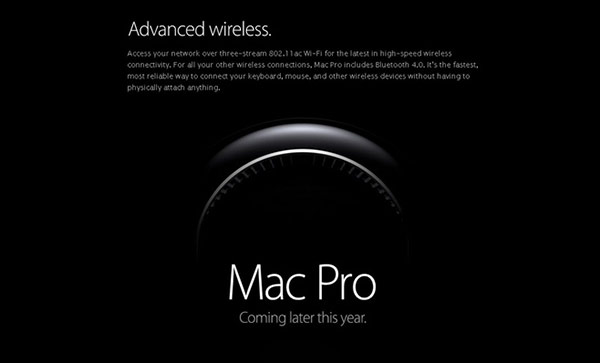 Advanced wireless.
Access your network over three-stream 802.11ac Wi-Fi for the latest in high-speed wireless
connectivity. For all your other wireless connections, Mac Pro includes Bluetooth 4.0. It's the fastest,
most reliable way to connect your keyboard, mouse, and other wireless devices without having to
physically attach anything.
Mac Pro
Coming later this year.